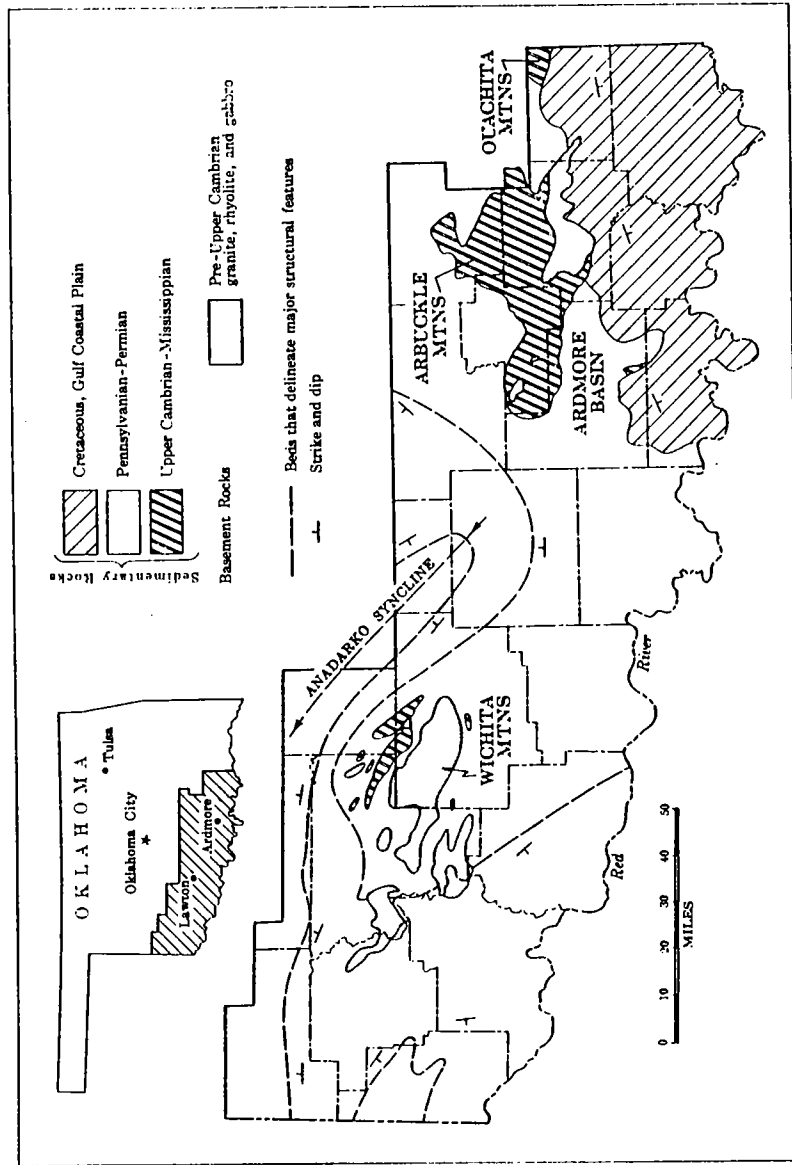 OKLAHOMA
Oklahoma City
Tulsa
Lawton
Ardmore
Sedimentary Rocks
Cretaceous, Gulf Coastal Plain
Pennsylvanian-Permian
Upper Cambrian-Mississippian
Basement Rocks
Pre-Upper Cambrian
granite, rhyolite, and gabbro
Beds that delineate major structural features
Strike and dip
ANADARKO SYNCLINE
WICHITA
MTNS
ARBUCKLE
MTNS
ARDMORE
BASIN
OUACHITA
MTNS
Red
River
0 10 20 30 40 50
MILES